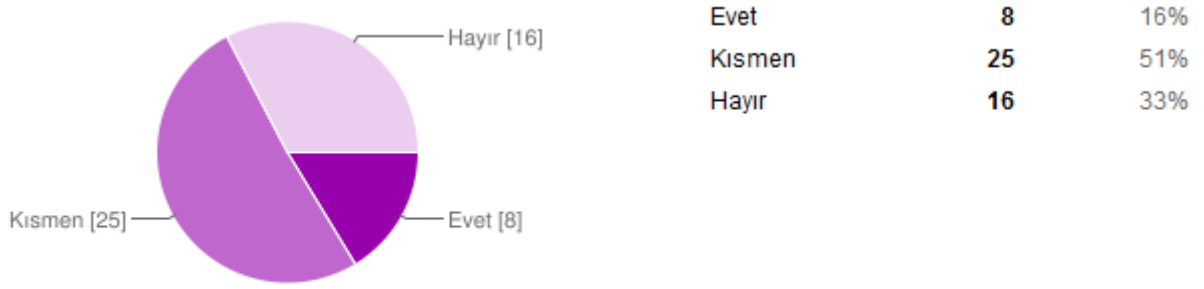 Hayır [16]
Kısmen [25]
Evet [8]
Evet 8 16%
Kısmen 25 51%
Hayır 16 33%